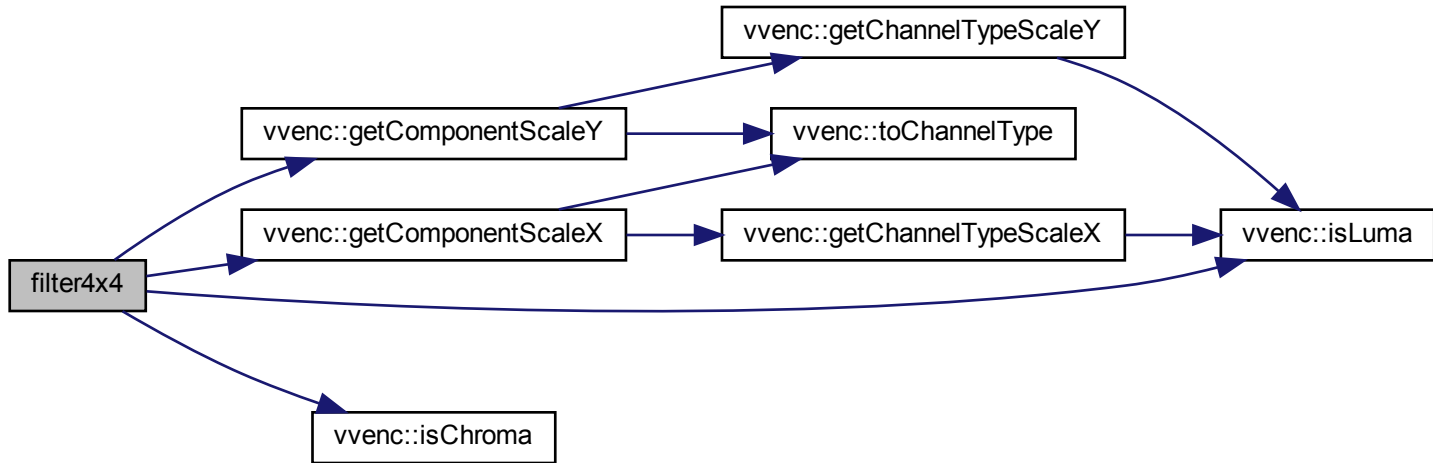 vvenc::getChannelTypeScaleY
vvenc::getComponentScaleY
vvenc::toChannelType
vvenc::getComponentScaleX
vvenc::getChannelTypeScaleX
vvenc::isLuma
filter4x4
vvenc::isChroma